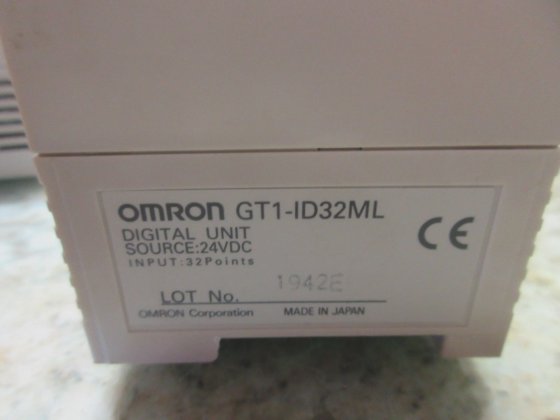 OMRON GT1-ID32ML
DIGITAL UNIT
SOURCE:24VDC
INPUT:32Points
LOT No. 1942E
OMRON Corporation MADE IN JAPAN
CE